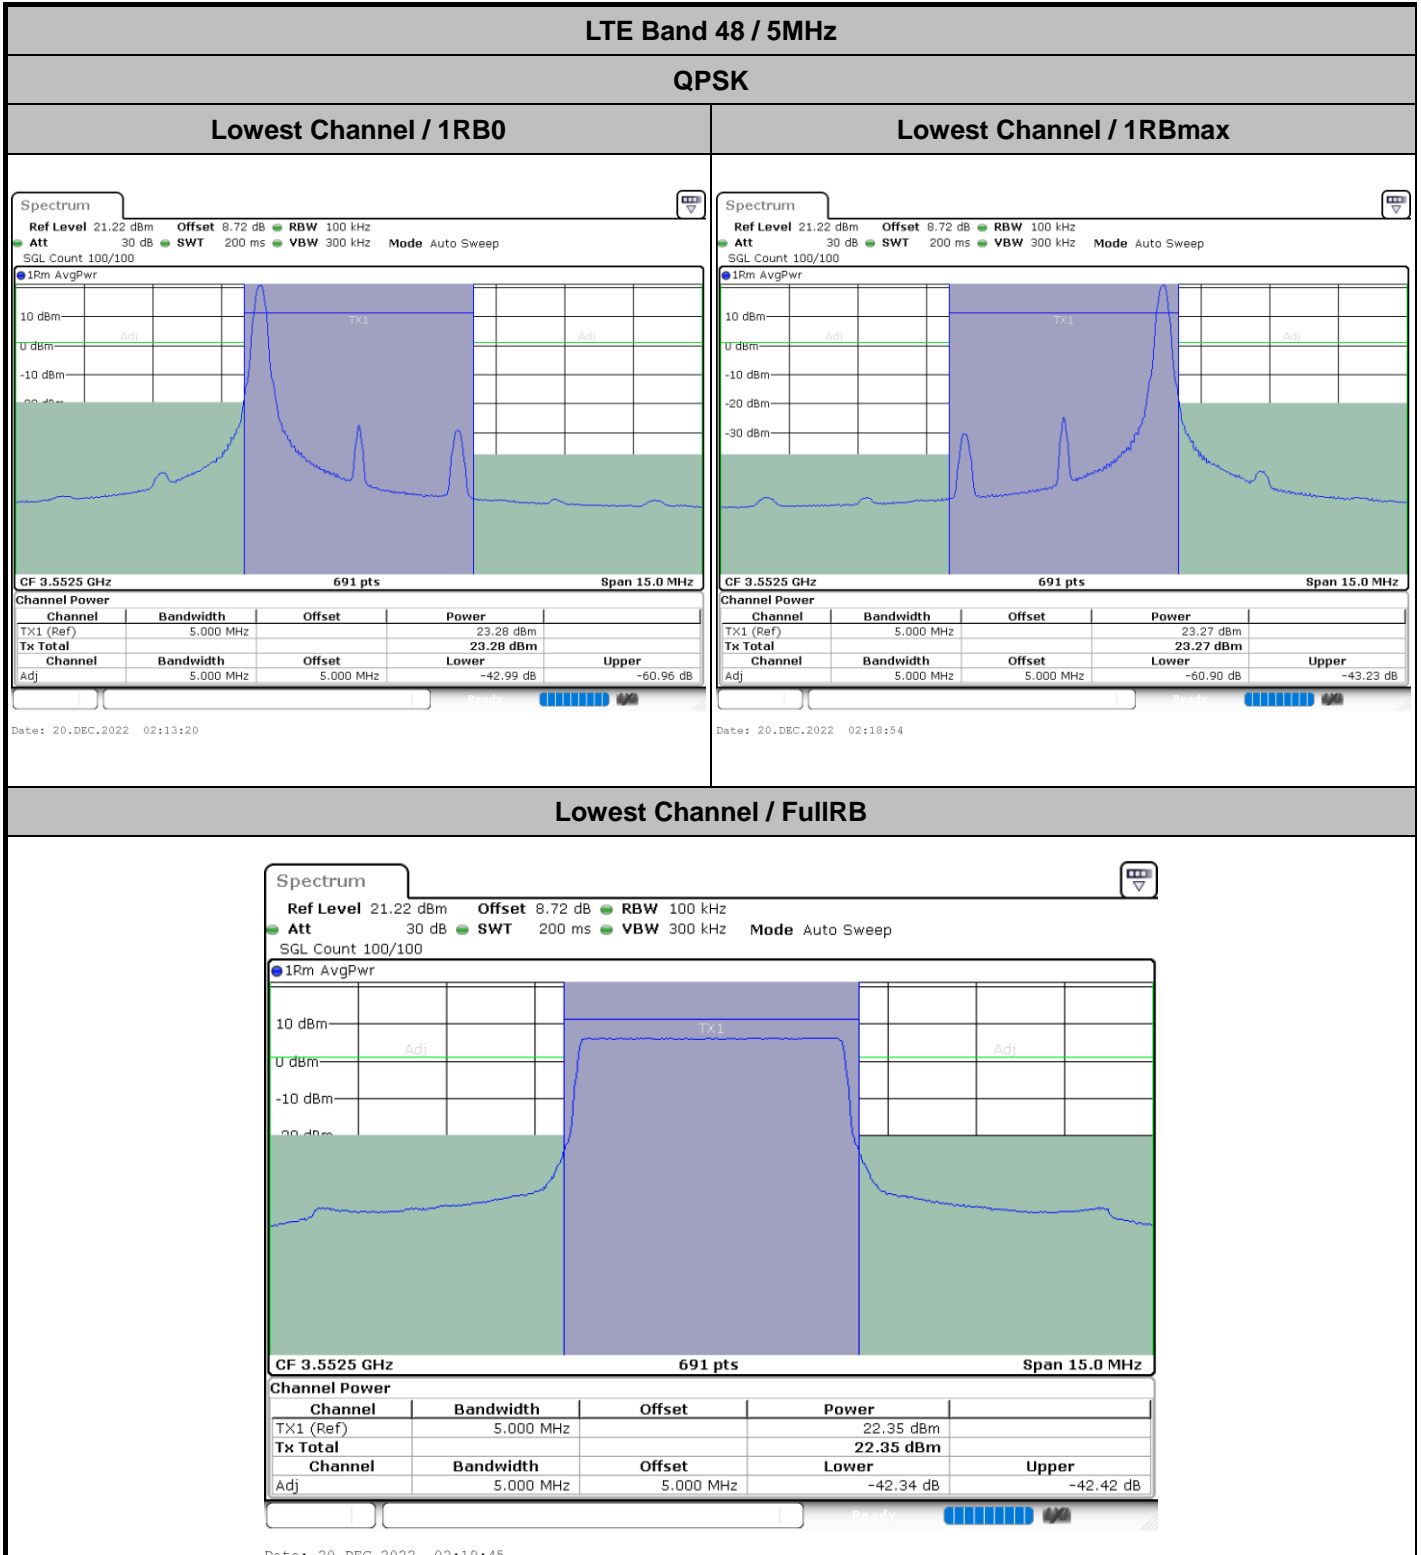 LTE Band 48 / 5MHz
QPSK
Lowest Channel / 1RB0
Lowest Channel / 1RBmax
Spectrum
Ref Level 21.22 dBm Offset 8.72 dB RBW 100 kHz
Att 30 dB SWT 200 ms VBW 300 kHz Mode Auto Sweep
SGL Count 100/100
1Rm AvgPwr
10 dBm
TX1
Adj
Adj
0 dBm
-10 dBm
-20 dBm
CF 3.5525 GHz 691 pts Span 15.0 MHz
Channel Power
Channel Bandwidth Offset Power
TX1 (Ref) 5.000 MHz 23.28 dBm
Tx Total 23.28 dBm
Channel Bandwidth Offset Lower Upper
Adj 5.000 MHz 5.000 MHz -42.99 dB -60.96 dB
Ready
Date: 20.DEC.2022 02:13:20
Spectrum
Ref Level 21.22 dBm Offset 8.72 dB RBW 100 kHz
Att 30 dB SWT 200 ms VBW 300 kHz Mode Auto Sweep
SGL Count 100/100
1Rm AvgPwr
10 dBm
TX1
Adj
Adj
0 dBm
-10 dBm
-20 dBm
-30 dBm
CF 3.5525 GHz 691 pts Span 15.0 MHz
Channel Power
Channel Bandwidth Offset Power
TX1 (Ref) 5.000 MHz 23.27 dBm
Tx Total 23.27 dBm
Channel Bandwidth Offset Lower Upper
Adj 5.000 MHz 5.000 MHz -60.90 dB -43.23 dB
Ready
Date: 20.DEC.2022 02:18:54
Lowest Channel / FullRB
Spectrum
Ref Level 21.22 dBm Offset 8.72 dB RBW 100 kHz
Att 30 dB SWT 200 ms VBW 300 kHz Mode Auto Sweep
SGL Count 100/100
1Rm AvgPwr
10 dBm
TX1
Adj
Adj
0 dBm
-10 dBm
-20 dBm
CF 3.5525 GHz 691 pts Span 15.0 MHz
Channel Power
Channel Bandwidth Offset Power
TX1 (Ref) 5.000 MHz 22.35 dBm
Tx Total 22.35 dBm
Channel Bandwidth Offset Lower Upper
Adj 5.000 MHz 5.000 MHz -42.34 dB -42.42 dB
Ready
Date: 20.DEC.2022 02:19:45